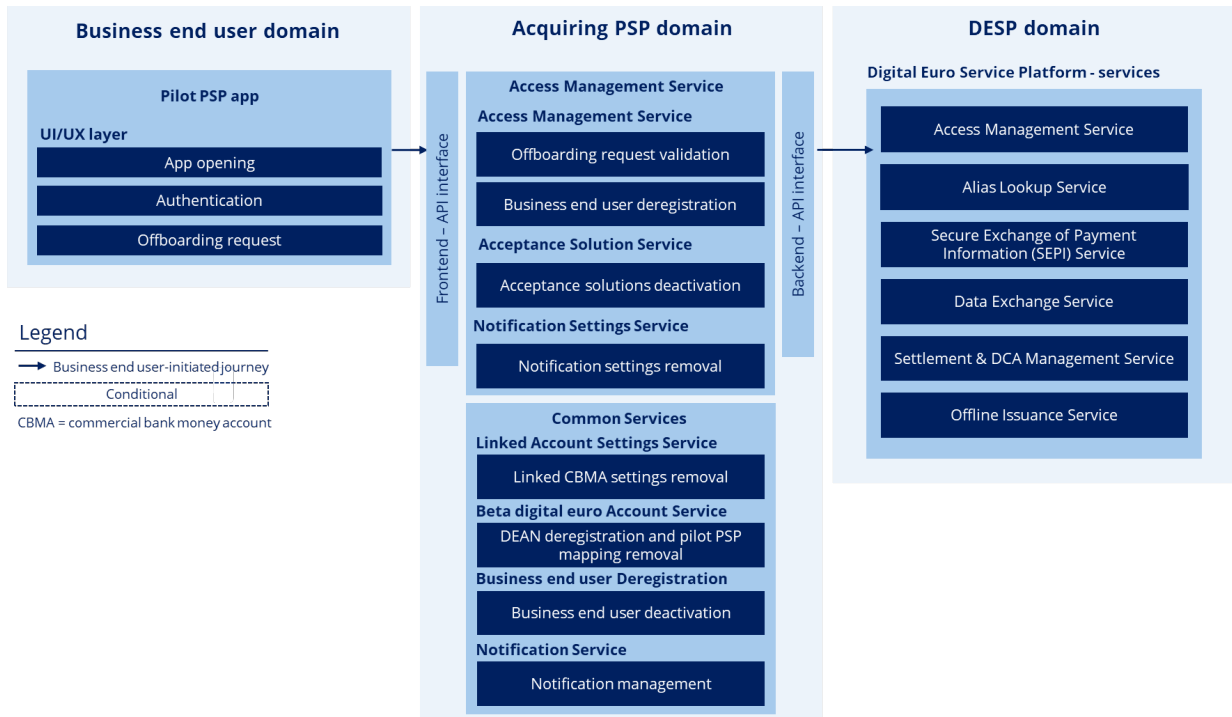 Business end user domain
Pilot PSP app
UI/UX layer
App opening
Authentication
Offboarding request
Legend
Business end user-initiated journey
Conditional
CBMA = commercial bank money account
Acquiring PSP domain
Frontend – API interface
Access Management Service
Access Management Service
Offboarding request validation
Business end user deregistration
Acceptance Solution Service
Acceptance solutions deactivation
Notification Settings Service
Notification settings removal
Common Services
Linked Account Settings Service
Linked CBMA settings removal
Beta digital euro Account Service
DEAN deregistration and pilot PSP
mapping removal
Business end user Deregistration
Business end user deactivation
Notification Service
Notification management
Backend – API interface
DESP domain
Digital Euro Service Platform - services
Access Management Service
Alias Lookup Service
Secure Exchange of Payment
Information (SEPI) Service
Data Exchange Service
Settlement & DCA Management Service
Offline Issuance Service